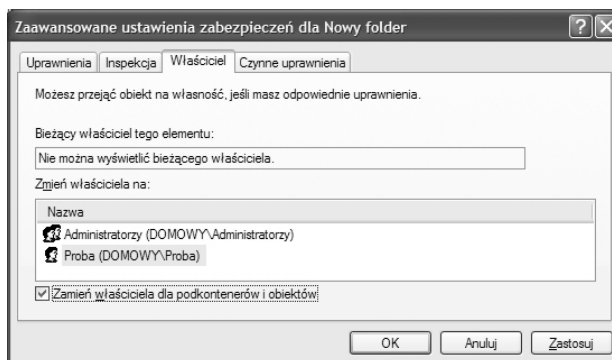 Zaawansowane ustawienia zabezpieczeń dla Nowy folder
Uprawnienia Inspekcja Właściciel Czynne uprawnienia
Możesz przejąć obiekt na własność, jeśli masz odpowiednie uprawnienia.
Bieżący właściciel tego elementu:
Nie można wyświetlić bieżącego właściciela.
Zmień właściciela na:
Nazwa
Administratorzy (DOMOWY\Administratorzy)
Proba (DOMOWY\Proba)
Zamień właściciela dla podkontenerów i obiektów
OK Anuluj Zastosuj